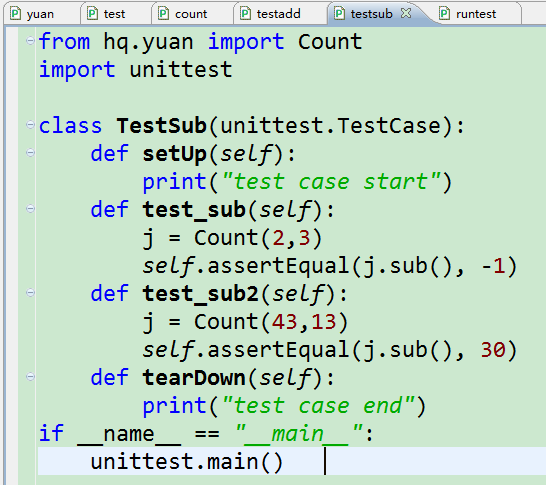 yuan test count testadd testsub runtest
from hq.yuan import Count
import unittest
class TestSub(unittest.TestCase):
    def setUp(self):
        print("test case start")
    def test_sub(self):
        j = Count(2,3)
        self.assertEqual(j.sub(), -1)
    def test_sub2(self):
        j = Count(43,13)
        self.assertEqual(j.sub(), 30)
    def tearDown(self):
        print("test case end")
if __name__ == "__main__":
    unittest.main()